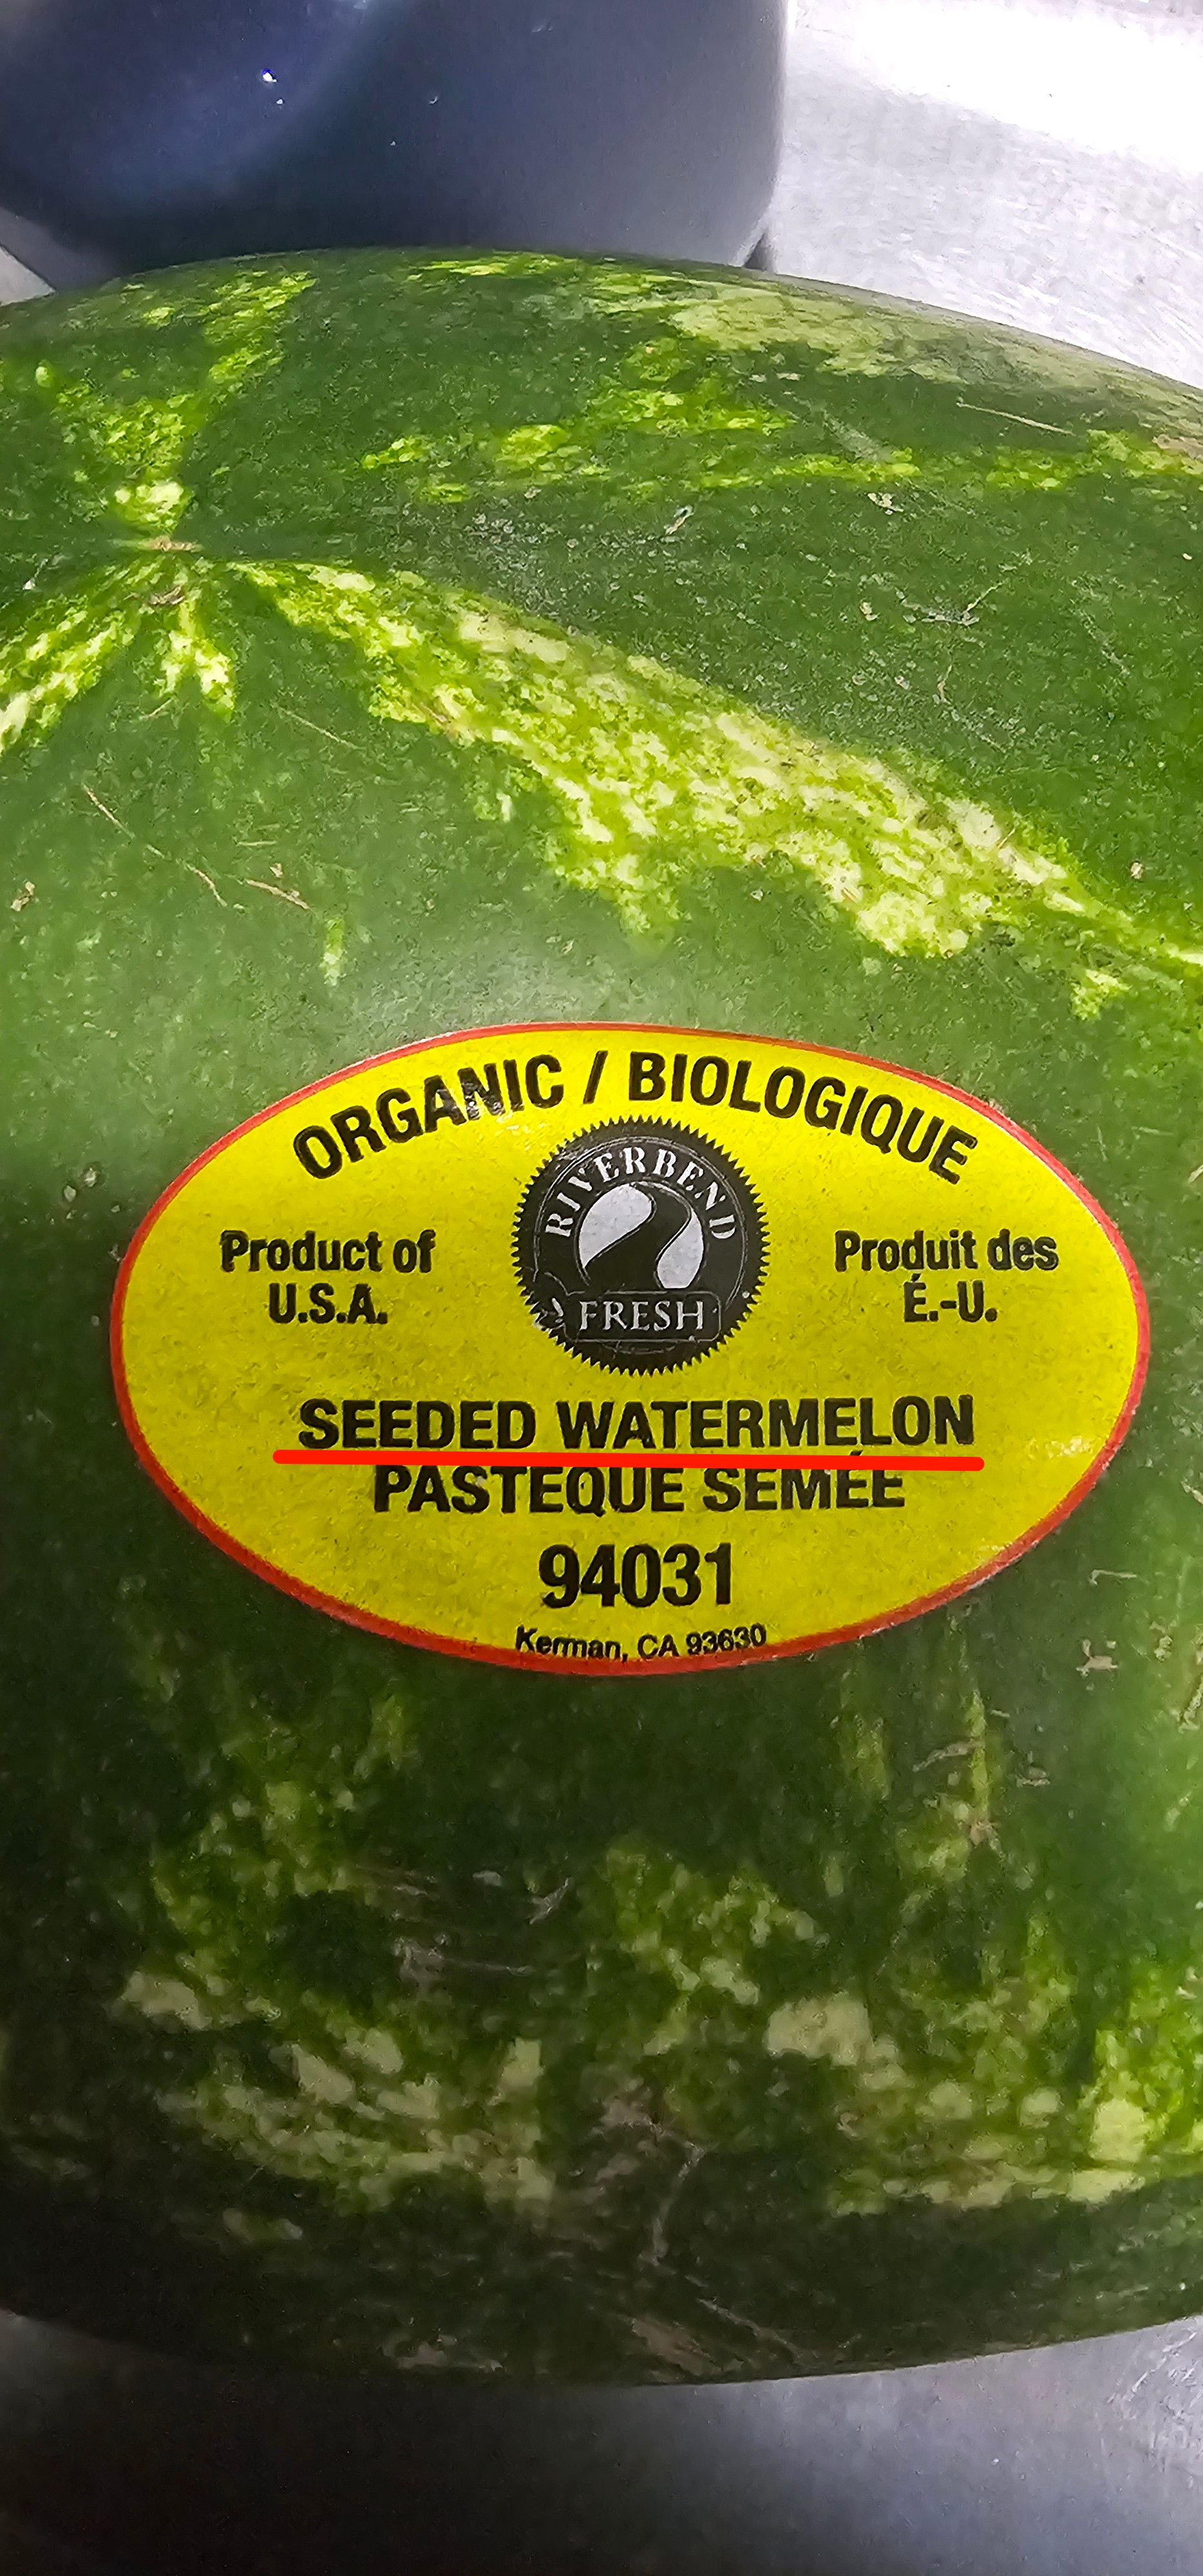 ORGANIC / BIOLOGIQUE
RIVERBEND
FRESH
Product of
U.S.A.
Produit des
É.-U.
SEEDED WATERMELON
PASTEQUE SEMÉE
94031
Kerman, CA 93630